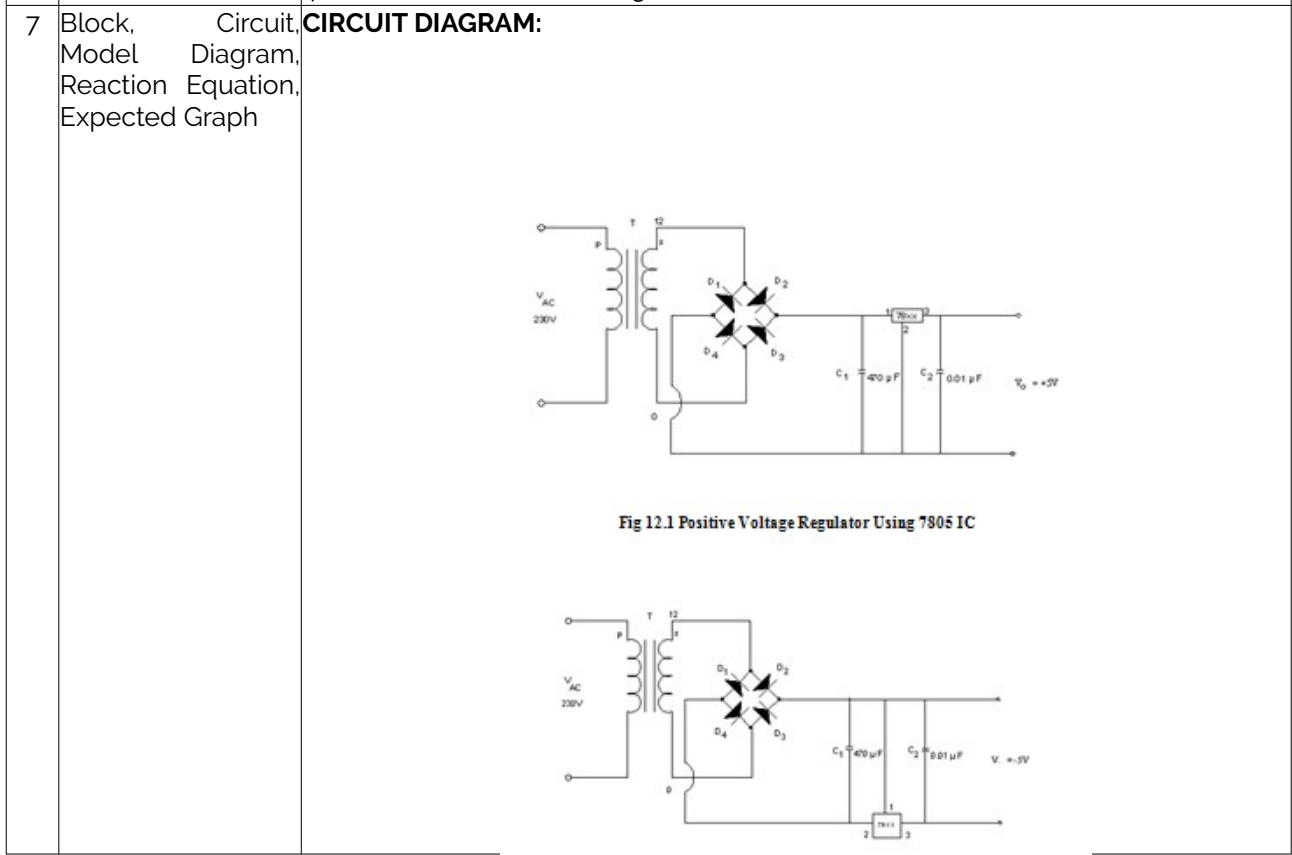 7 Block, Circuit, CIRCUIT DIAGRAM:
Model Diagram,
Reaction Equation,
Expected Graph
T 12
P s
D1 D2
VAC
230V
1 78xx 3
2
D4 D3
C1 470 µF C2 0.01 µF V0 = +5V
0
Fig 12.1 Positive Voltage Regulator Using 7805 IC
T 12
P s
D1 D2
VAC
230V
D4 D3
C1 470 µF C2 0.01 µF V- =-5V
0
1
2 79xx 3